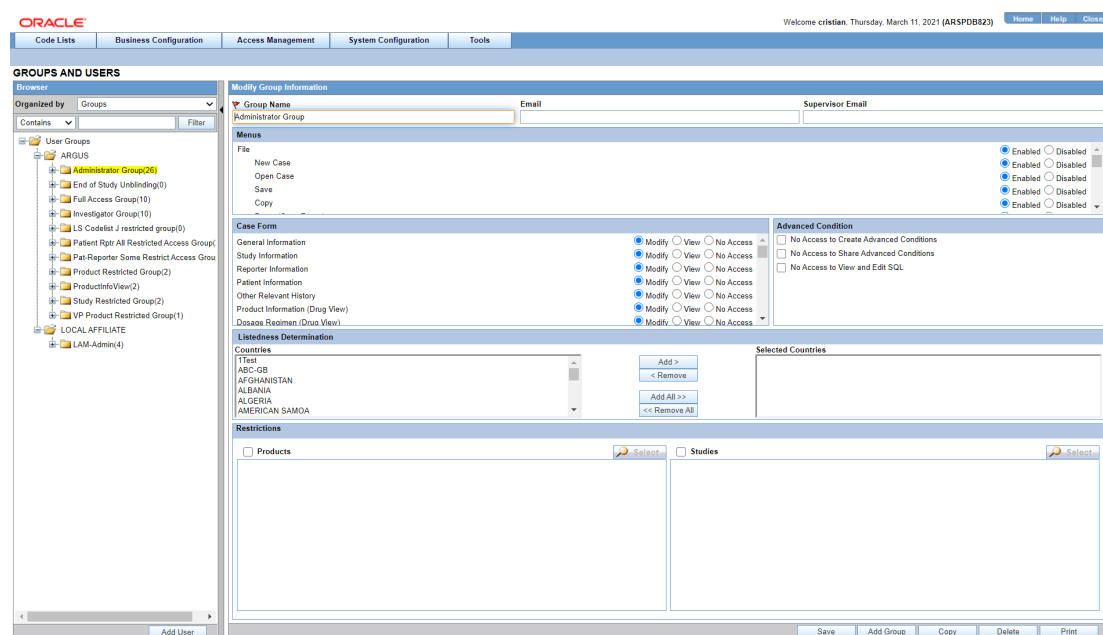 ORACLE
Welcome cristian, Thursday, March 11, 2021 (ARSPDB823) Home Help Close
Code Lists Business Configuration Access Management System Configuration Tools
GROUPS AND USERS
Browser
Organized by Groups
Contains Filter
User Groups
ARGUS
Administrator Group(26)
End of Study Unblinding(0)
Full Access Group(10)
Investigator Group(10)
LS Codelist J restricted group(0)
Patient Rptr All Restricted Access Group(
Pat-Reporter Some Restrict Access Grou
Product Restricted Group(2)
ProductInfoView(2)
Study Restricted Group(2)
VP Product Restricted Group(1)
LOCAL AFFILIATE
LAM-Admin(4)
Add User
Modify Group Information
Group Name Email Supervisor Email
Administrator Group
Menus
File Enabled Disabled
New Case Enabled Disabled
Open Case Enabled Disabled
Save Enabled Disabled
Copy Enabled Disabled
Case Form
General Information Modify View No Access
Study Information Modify View No Access
Reporter Information Modify View No Access
Patient Information Modify View No Access
Other Relevant History Modify View No Access
Product Information (Drug View) Modify View No Access
Dosage Regimen (Drug View) Modify View No Access
Advanced Condition
No Access to Create Advanced Conditions
No Access to Share Advanced Conditions
No Access to View and Edit SQL
Listedness Determination
Countries Selected Countries
1Test
ABC-GB
AFGHANISTAN
ALBANIA
ALGERIA
AMERICAN SAMOA
Add >
< Remove
Add All >>
<< Remove All
Restrictions
Products Select Studies Select
Save Add Group Copy Delete Print